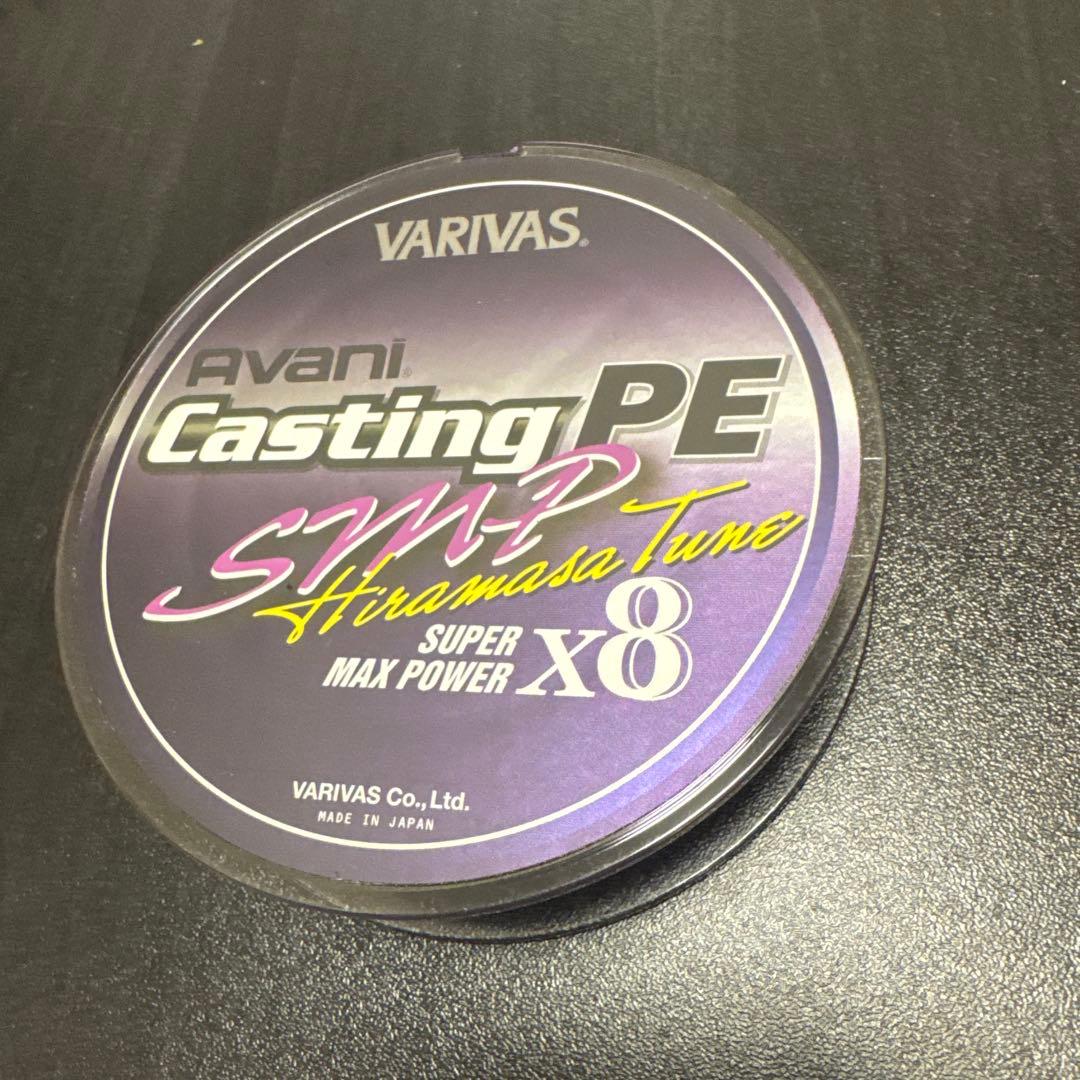 VARIVAS®
Avani®
Casting PE
SMP
Hiramasa Tune
SUPER
MAX POWER X8
VARIVAS Co., Ltd.
MADE IN JAPAN